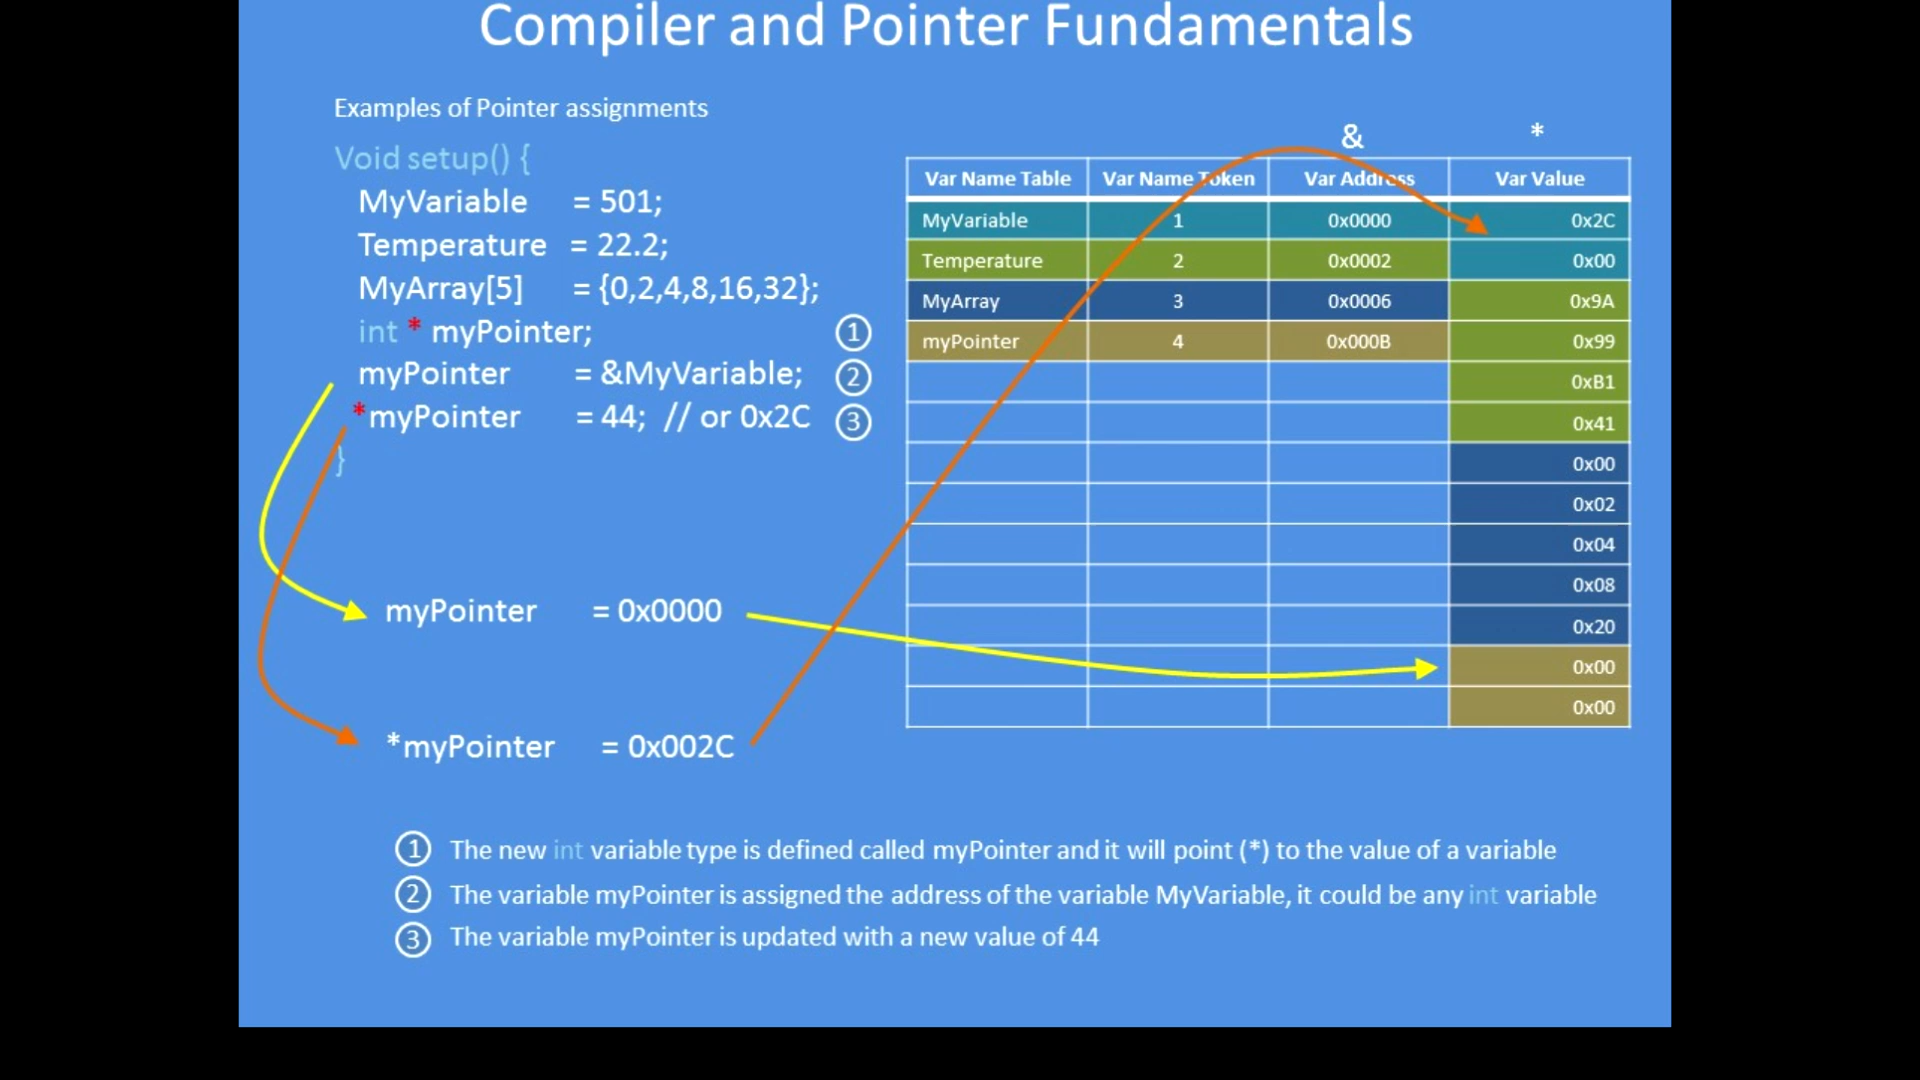 Compiler and Pointer Fundamentals
Examples of Pointer assignments
Void setup() {
MyVariable = 501;
Temperature = 22.2;
MyArray[5] = {0,2,4,8,16,32};
int * myPointer; 1
myPointer = &MyVariable; 2
*myPointer = 44; // or 0x2C 3
}
myPointer = 0x0000
*myPointer = 0x002C
& *
Var Name Table Var Name Token Var Address Var Value
MyVariable 1 0x0000 0x2C
Temperature 2 0x0002 0x00
MyArray 3 0x0006 0x9A
myPointer 4 0x000B 0x99
0xB1
0x41
0x00
0x02
0x04
0x08
0x20
0x00
0x00
1 The new int variable type is defined called myPointer and it will point (*) to the value of a variable
2 The variable myPointer is assigned the address of the variable MyVariable, it could be any int variable
3 The variable myPointer is updated with a new value of 44